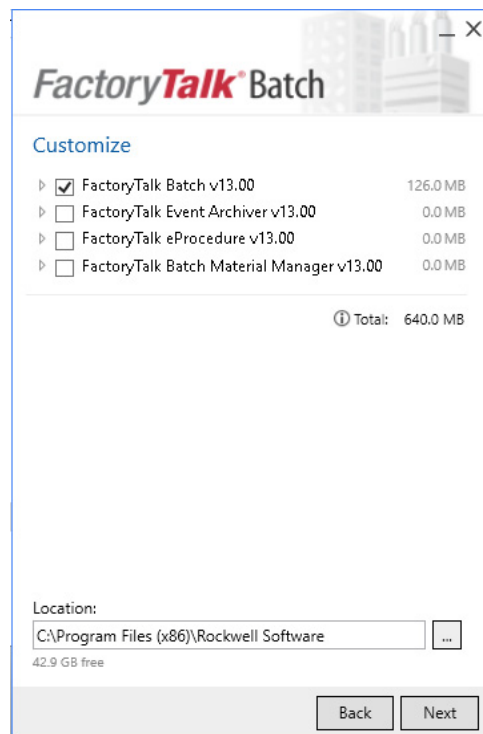 FactoryTalk® Batch
Customize
FactoryTalk Batch v13.00 126.0 MB
FactoryTalk Event Archiver v13.00 0.0 MB
FactoryTalk eProcedure v13.00 0.0 MB
FactoryTalk Batch Material Manager v13.00 0.0 MB
Total: 640.0 MB
Location:
C:\Program Files (x86)\Rockwell Software ...
42.9 GB free
Back Next